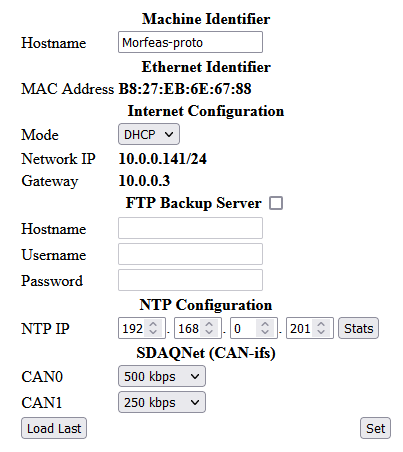 Machine Identifier
Hostname Morfeas-proto
Ethernet Identifier
MAC Address B8:27:EB:6E:67:88
Internet Configuration
Mode DHCP
Network IP 10.0.0.141/24
Gateway 10.0.0.3
FTP Backup Server
Hostname
Username
Password
NTP Configuration
NTP IP 192 . 168 . 0 . 201 Stats
SDAQNet (CAN-ifs)
CAN0 500 kbps
CAN1 250 kbps
Load Last Set